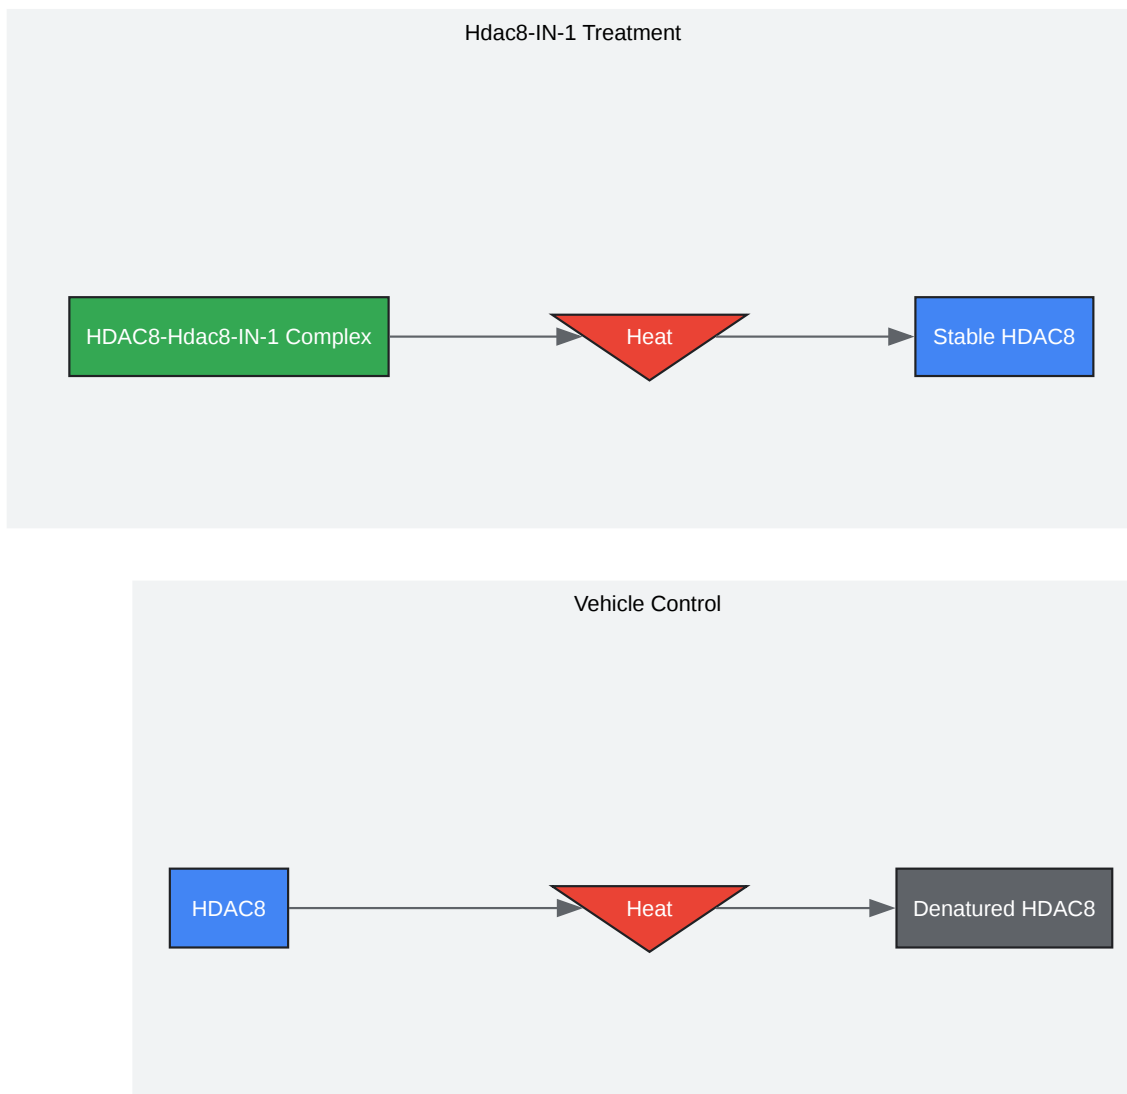 Hdac8-IN-1 Treatment
HDAC8-Hdac8-IN-1 Complex
Heat
Stable HDAC8
Vehicle Control
HDAC8
Heat
Denatured HDAC8